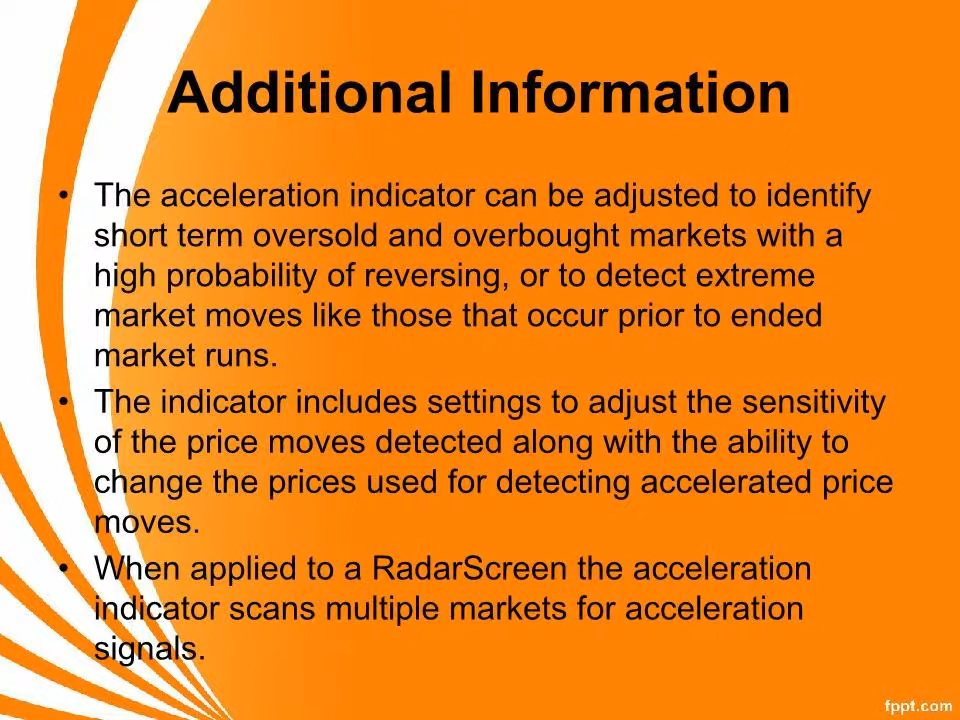 Additional Information
• The acceleration indicator can be adjusted to identify
short term oversold and overbought markets with a
high probability of reversing, or to detect extreme
market moves like those that occur prior to ended
market runs.
• The indicator includes settings to adjust the sensitivity
of the price moves detected along with the ability to
change the prices used for detecting accelerated price
moves.
• When applied to a RadarScreen the acceleration
indicator scans multiple markets for acceleration
signals.
fppt.com